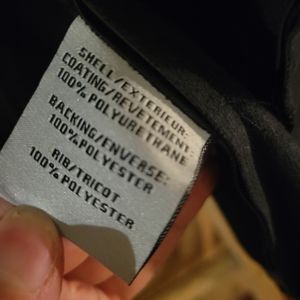 SHELL/EXTERIEUR:
COATING/REVETEMENT:
100% POLYURETHANE
BACKING/ENVERSE:
100%POLYESTER
RIB/TRICOT
100% POLYESTER